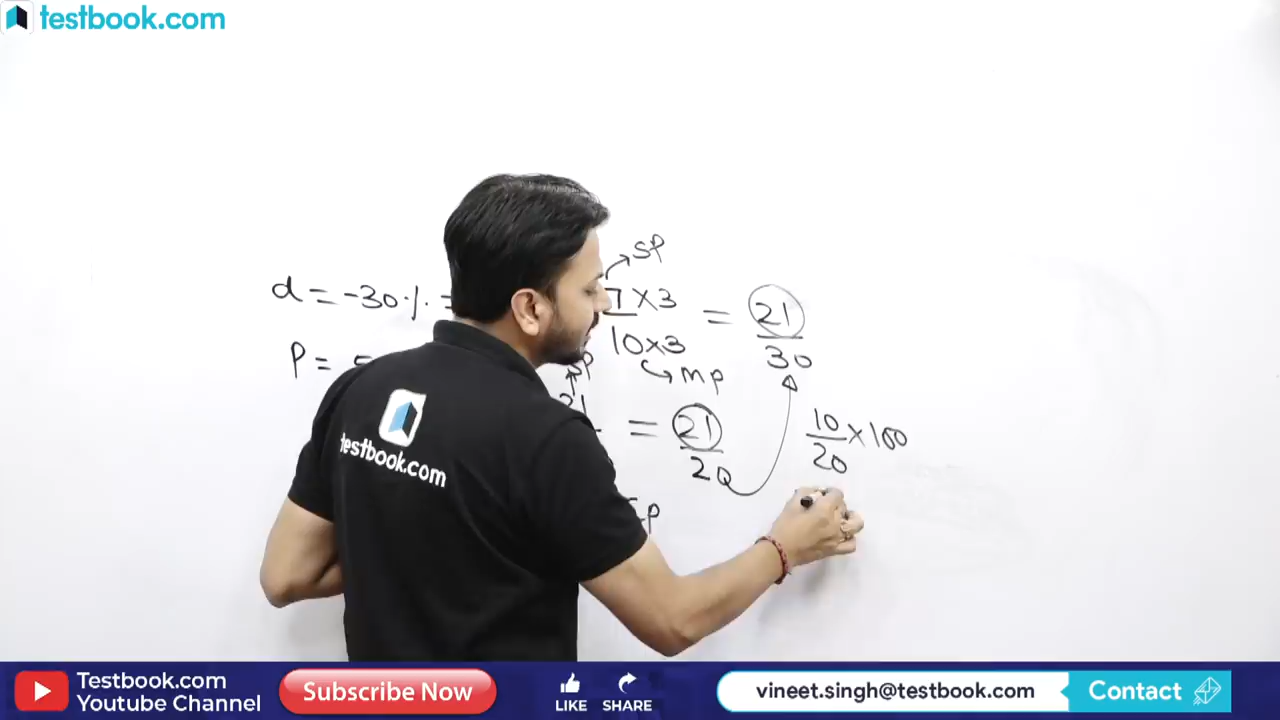 testbook.com
SP
d = -30% = 7 x 3 = 21
10 x 3 30
MP
P = 5 SP
21 = 21
20
10 x 100
20
testbook.com
Testbook.com
Youtube Channel
Subscribe Now
LIKE
SHARE
vineet.singh@testbook.com
Contact